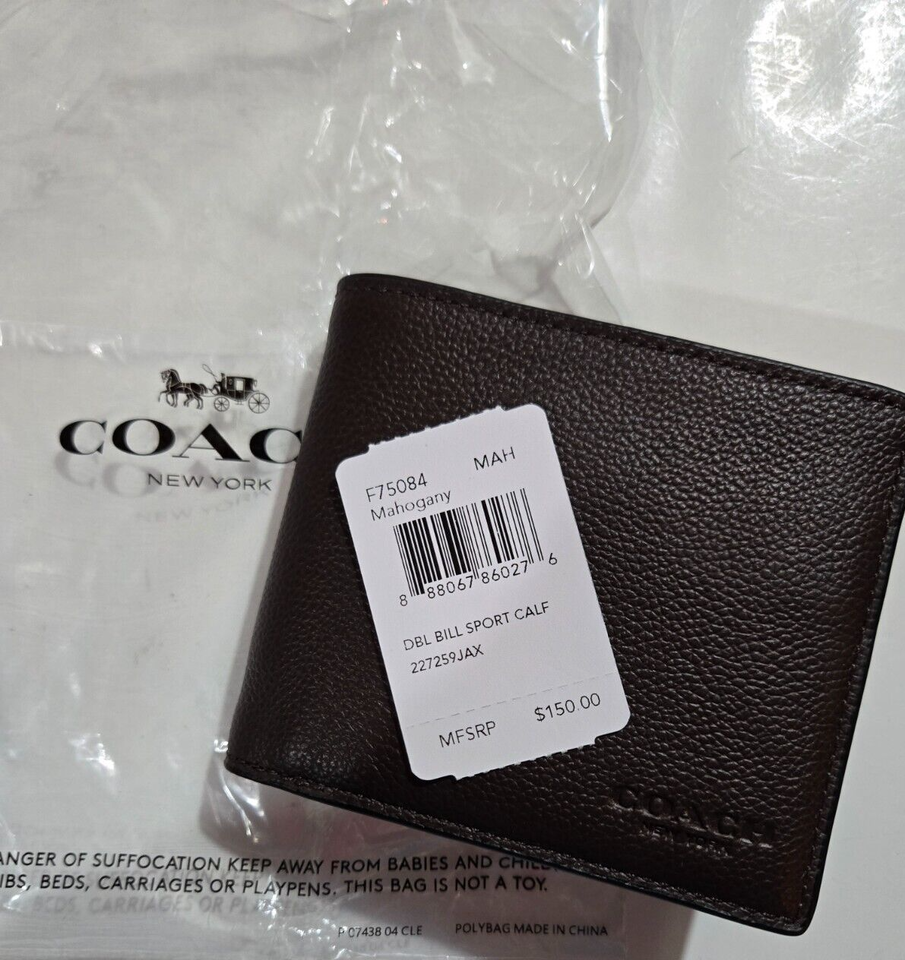 COAC
NEW YORK
F75084 MAH
Mahogany
8 88067 86027 6
DBL BILL SPORT CALF
227259JAX
MFSRP $150.00
COACH
NEW YORK
ANGER OF SUFFOCATION KEEP AWAY FROM BABIES AND CHIL
IBS, BEDS, CARRIAGES OR PLAYPENS. THIS BAG IS NOT A TOY.
P 07438 04 CLE POLYBAG MADE IN CHINA